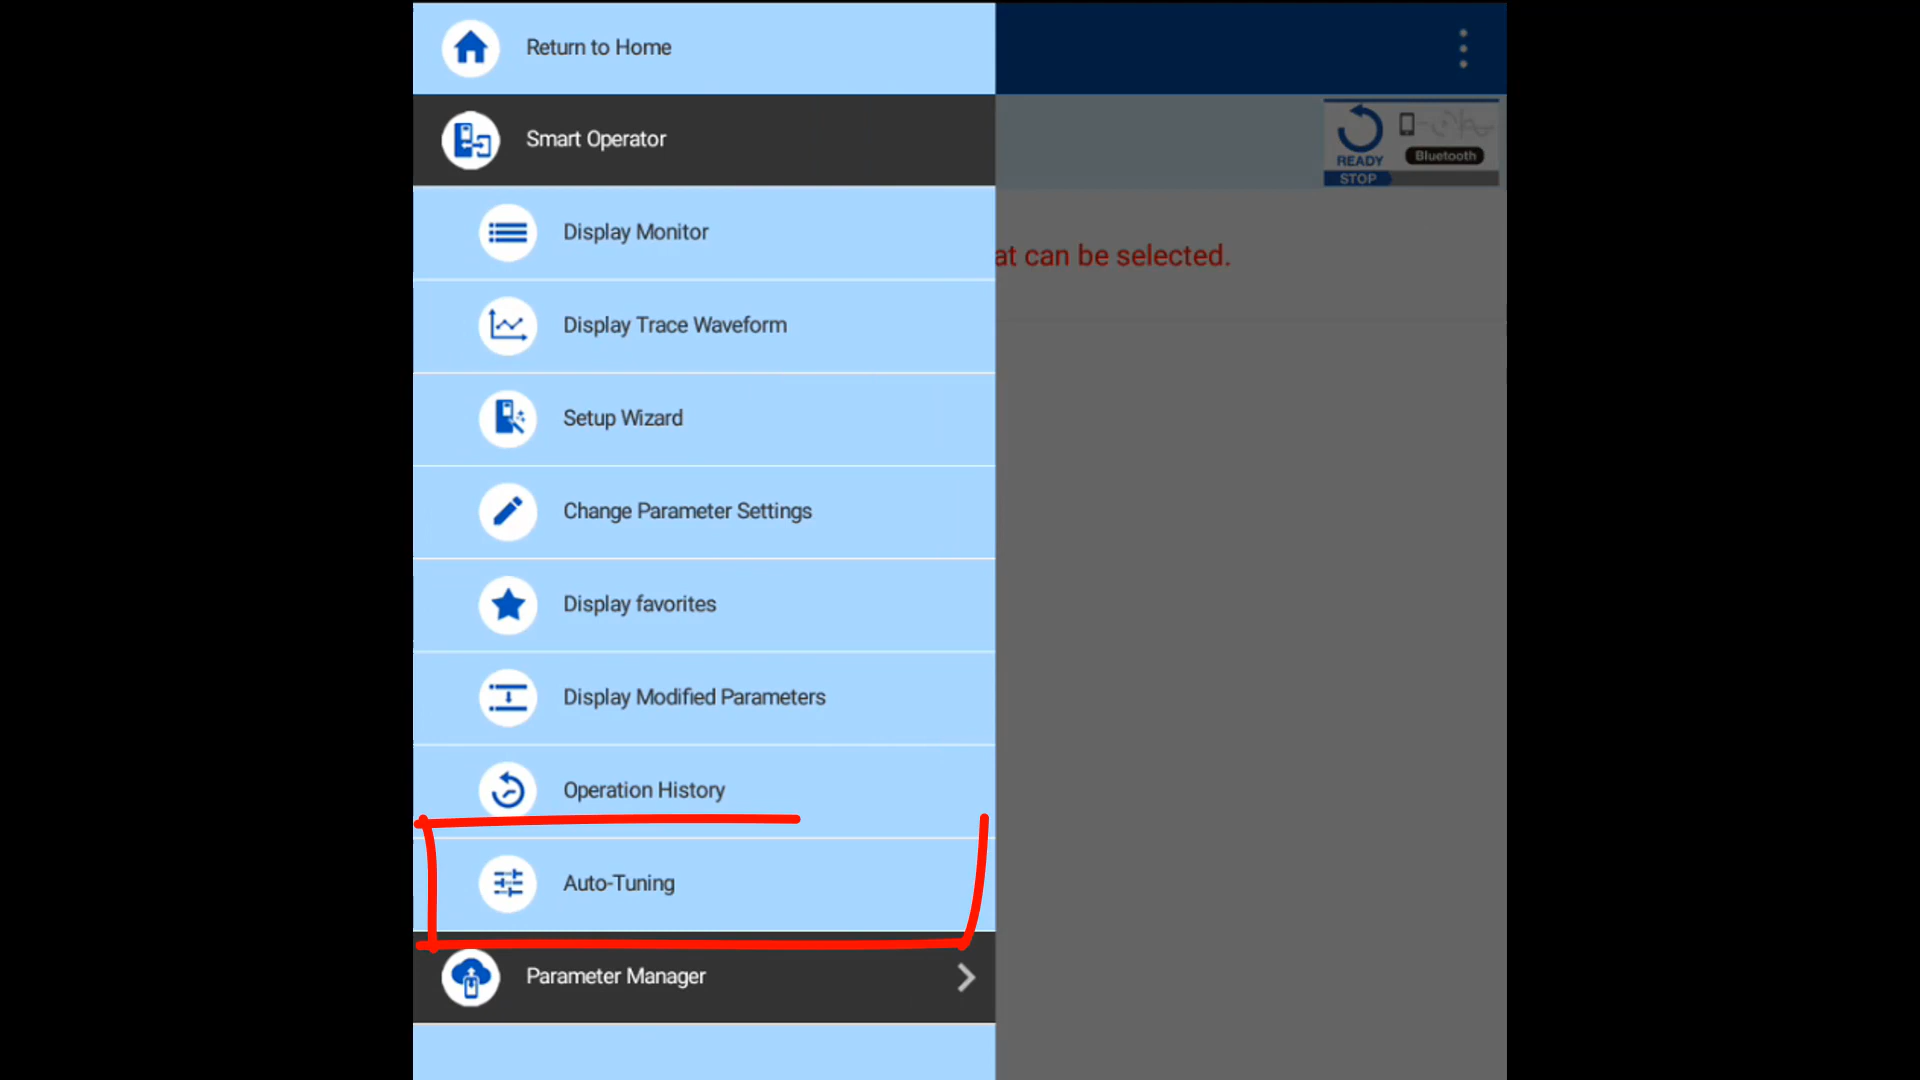 Return to Home
Smart Operator
READY
Bluetooth
STOP
Display Monitor
at can be selected.
Display Trace Waveform
Setup Wizard
Change Parameter Settings
Display favorites
Display Modified Parameters
Operation History
Auto-Tuning
Parameter Manager